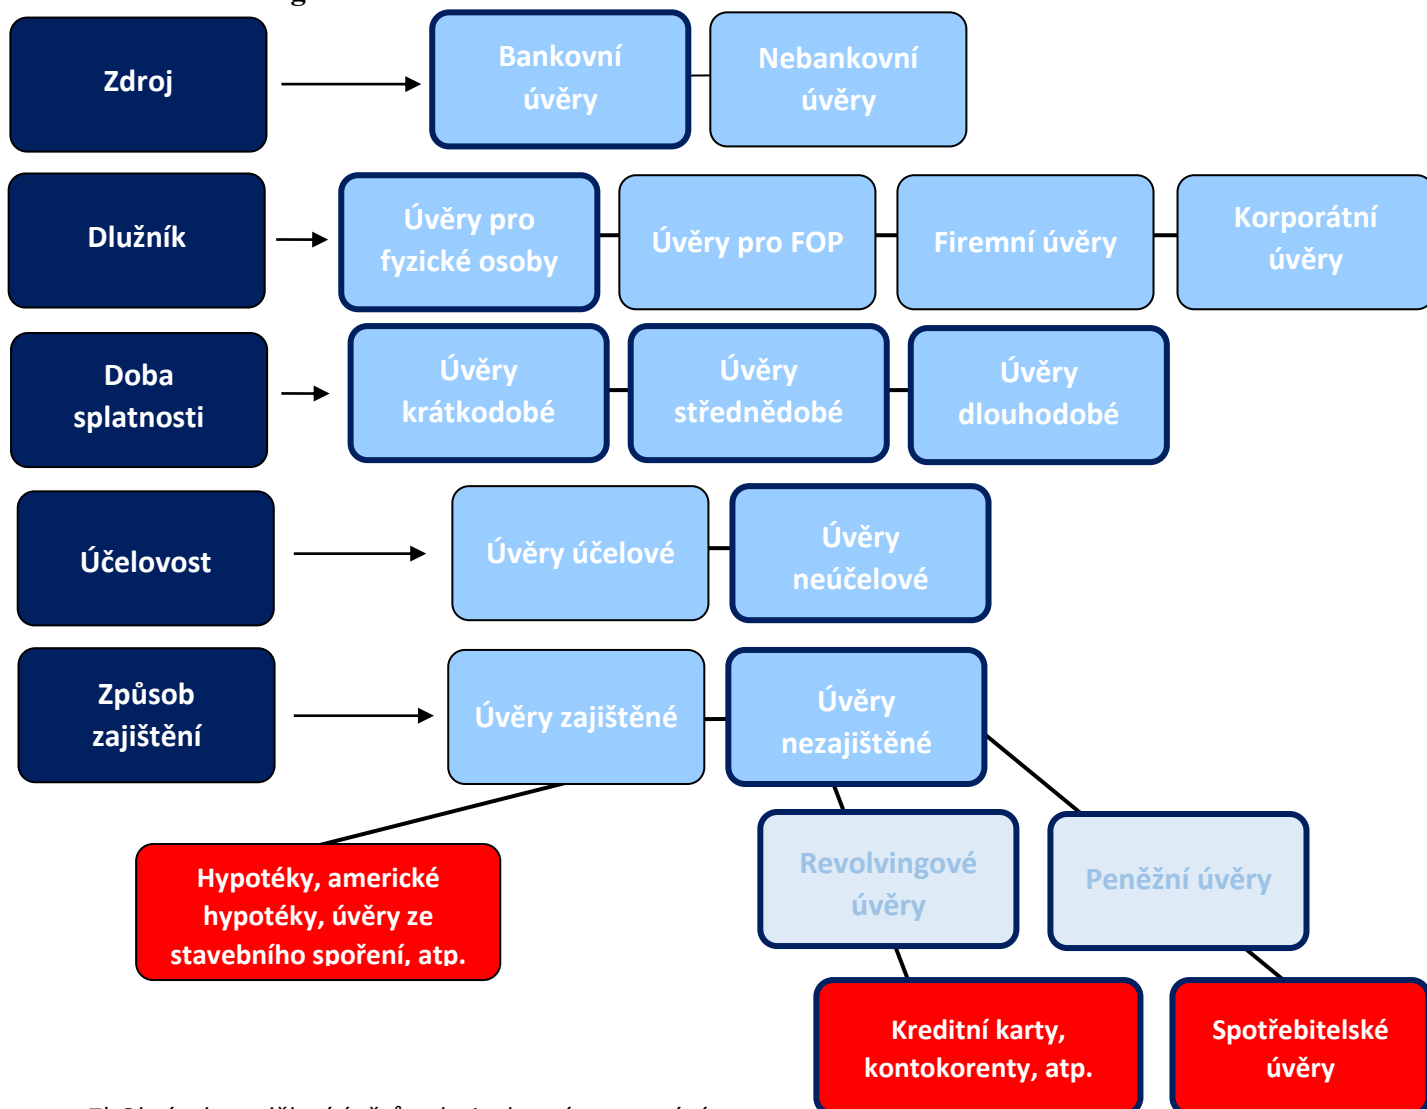 Zdroj
Bankovní
úvěry
Nebankovní
úvěry
Dlužník
Úvěry pro
fyzické osoby
Úvěry pro FOP
Firemní úvěry
Korporátní
úvěry
Doba
splatnosti
Úvěry
krátkodobé
Úvěry
střednědobé
Úvěry
dlouhodobé
Účelovost
Úvěry účelové
Úvěry
neúčelové
Způsob
zajištění
Úvěry zajištěné
Úvěry
nezajištěné
Hypotéky, americké
hypotéky, úvěry ze
stavebního spoření, atp.
Revolvingové
úvěry
Peněžní úvěry
Kreditní karty,
kontokorenty, atp.
Spotřebitelské
úvěry